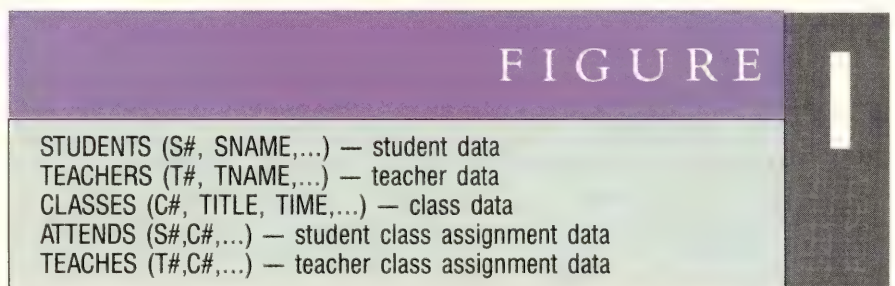 FIGURE 1
STUDENTS (S#, SNAME,...) — student data
TEACHERS (T#, TNAME,...) — teacher data
CLASSES (C#, TITLE, TIME,...) — class data
ATTENDS (S#,C#,...) — student class assignment data
TEACHES (T#,C#,...) — teacher class assignment data